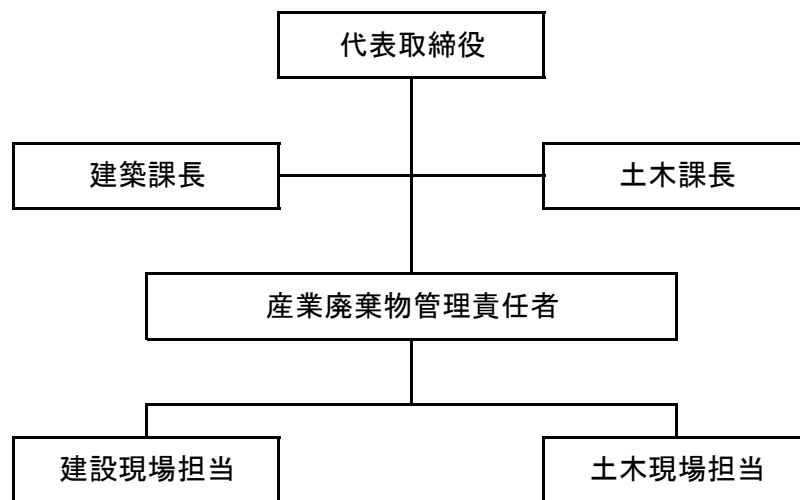 代表取締役
建築課長
土木課長
産業廃棄物管理責任者
建設現場担当
土木現場担当